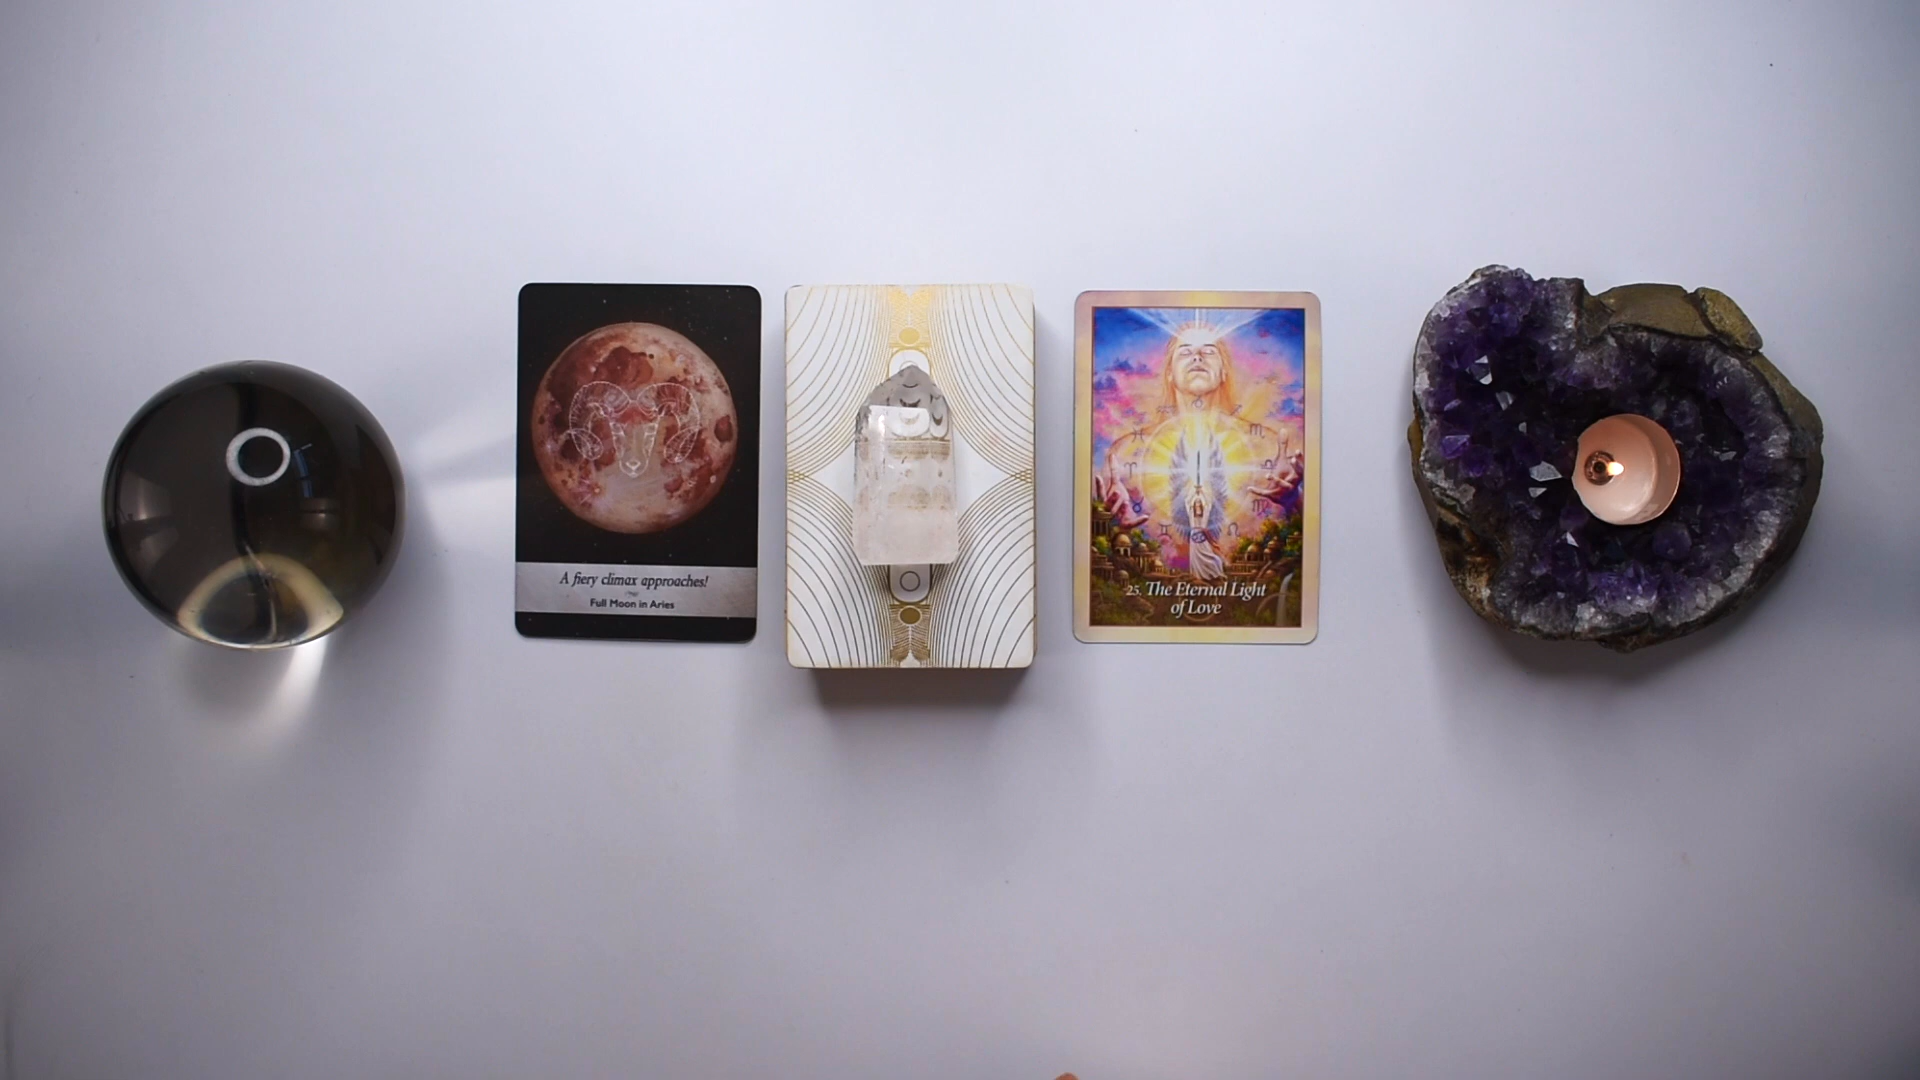 A fiery climax approaches!
Full Moon in Aries
25. The Eternal Light
of Love